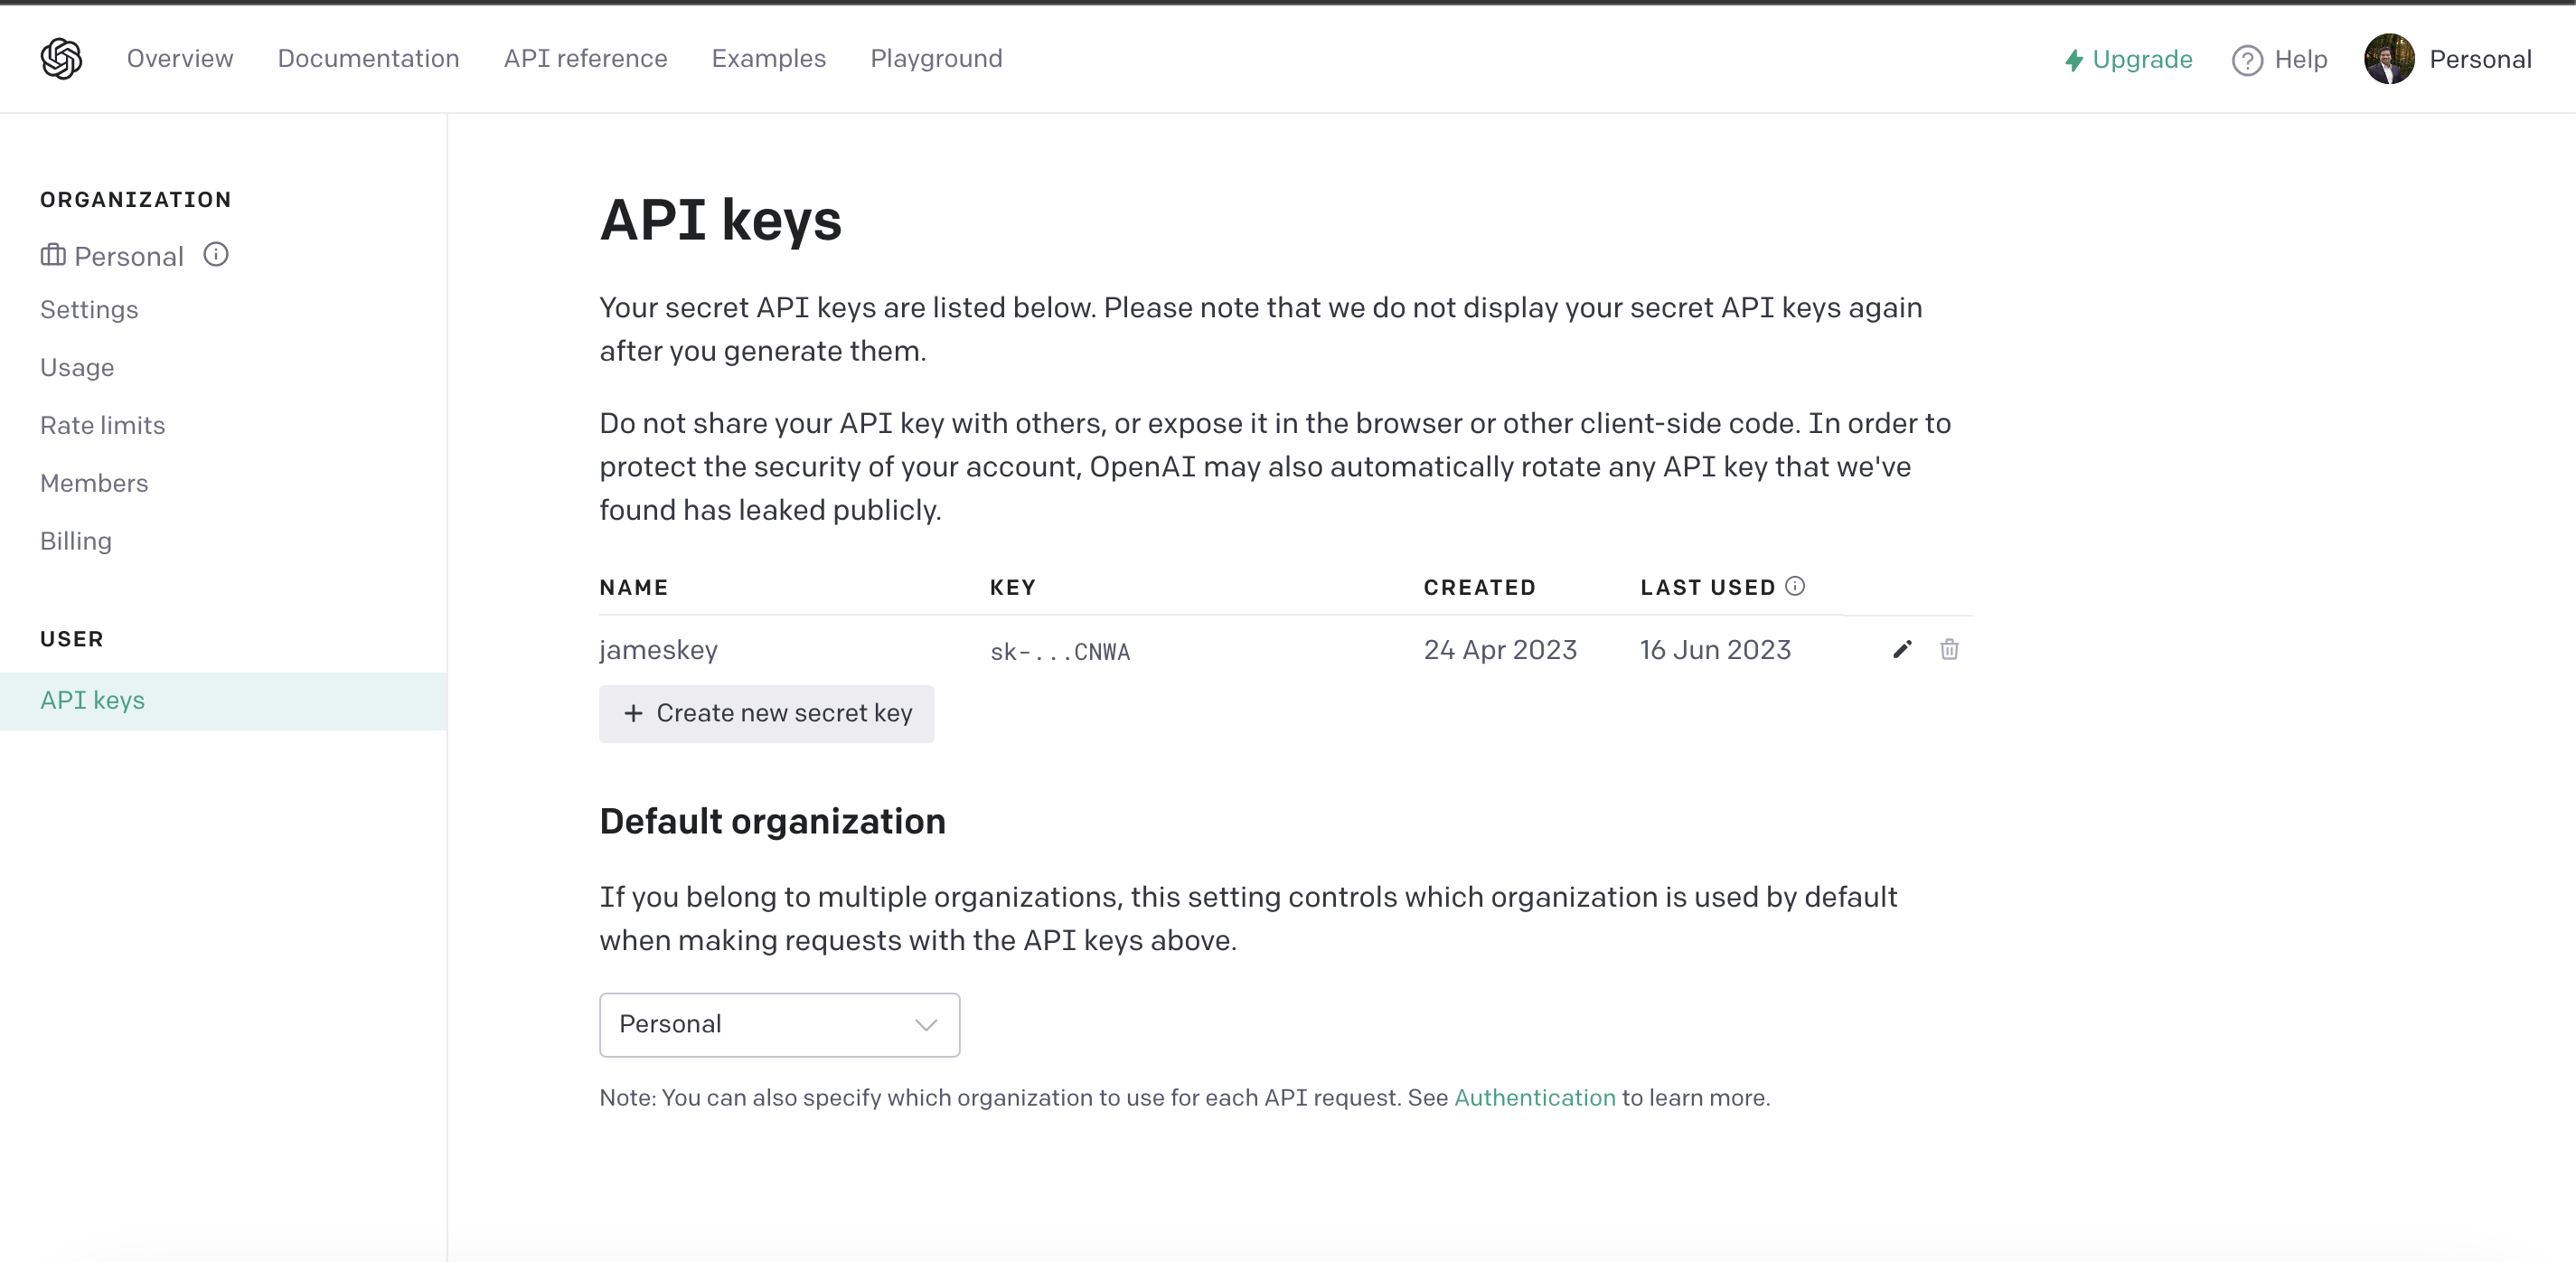 Overview Documentation API reference Examples Playground Upgrade Help Personal
ORGANIZATION
Personal
Settings
Usage
Rate limits
Members
Billing
USER
API keys
API keys
Your secret API keys are listed below. Please note that we do not display your secret API keys again
after you generate them.
Do not share your API key with others, or expose it in the browser or other client-side code. In order to
protect the security of your account, OpenAI may also automatically rotate any API key that we've
found has leaked publicly.
NAME KEY CREATED LAST USED
jameskey sk-...CNWA 24 Apr 2023 16 Jun 2023
+ Create new secret key
Default organization
If you belong to multiple organizations, this setting controls which organization is used by default
when making requests with the API keys above.
Personal
Note: You can also specify which organization to use for each API request. See Authentication to learn more.